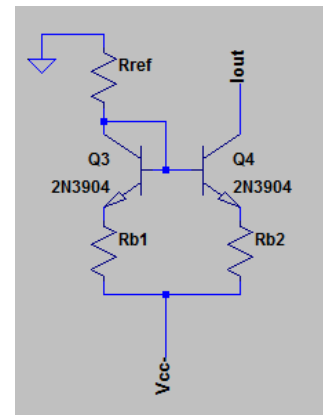 Rref
Iout
Q3
Q4
2N3904
2N3904
Rb1
Rb2
Vcc-